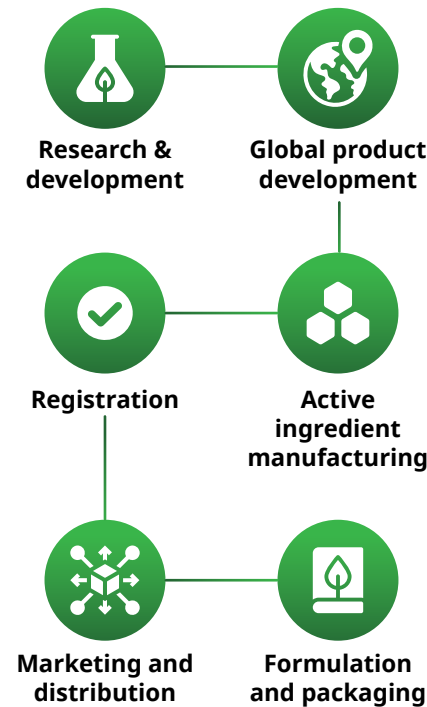 Research &
development
Global product
development
Registration
Active
ingredient
manufacturing
Marketing and
distribution
Formulation
and packaging